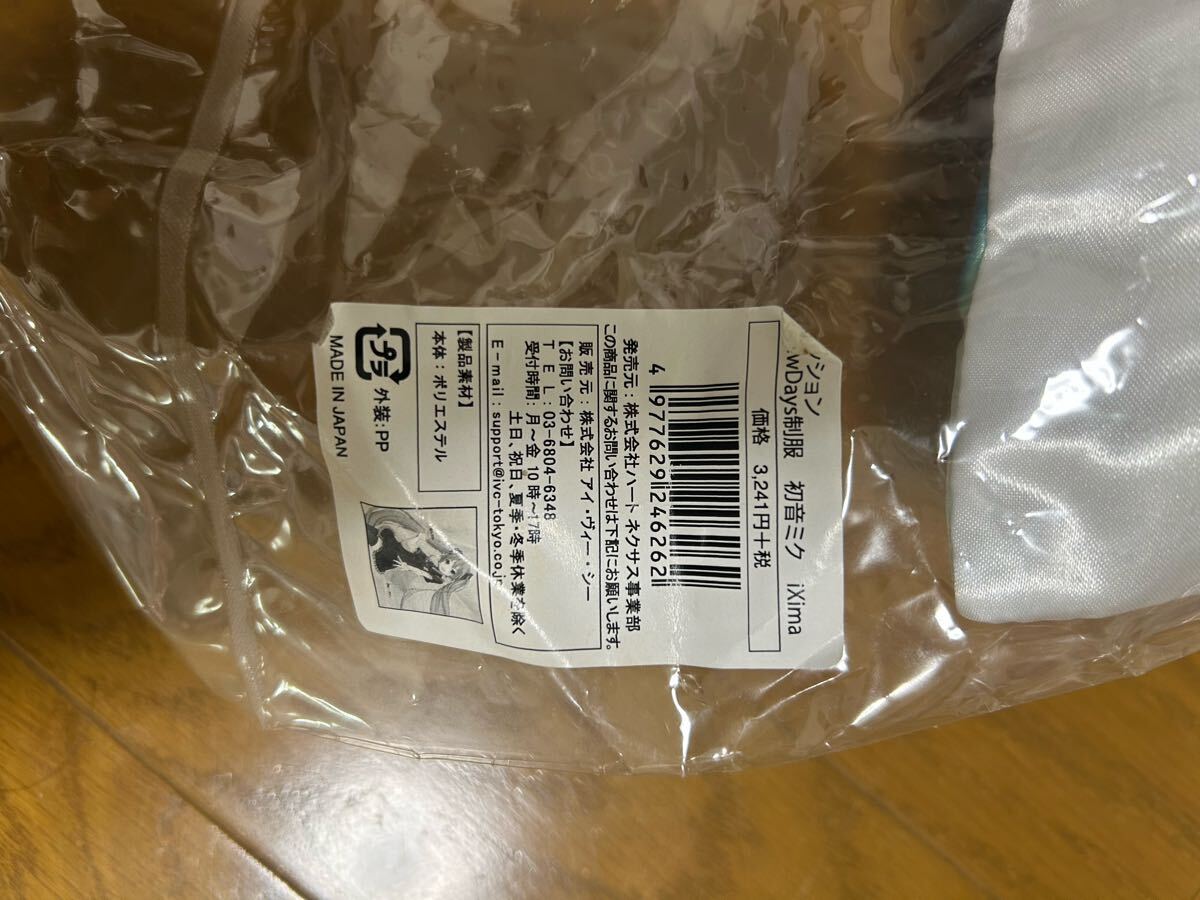 ッション
wDays制服 初音ミク iXima
価格 3,241円+税
4 977629 246262
発売元：株式会社ハート ネクサス事業部
この商品に関するお問い合わせは下記にお願いします。
販売元：株式会社 アイ・ヴィー・シー
【お問い合わせ】
TEL：03-6804-6348
受付時間：月～金 10時～17時
土日、祝日、夏季・冬季休業を除く
E-mail：support@ivc-tokyo.co.jp
【製品素材】
本体：ポリエステル
プラ
外装：PP
MADE IN JAPAN